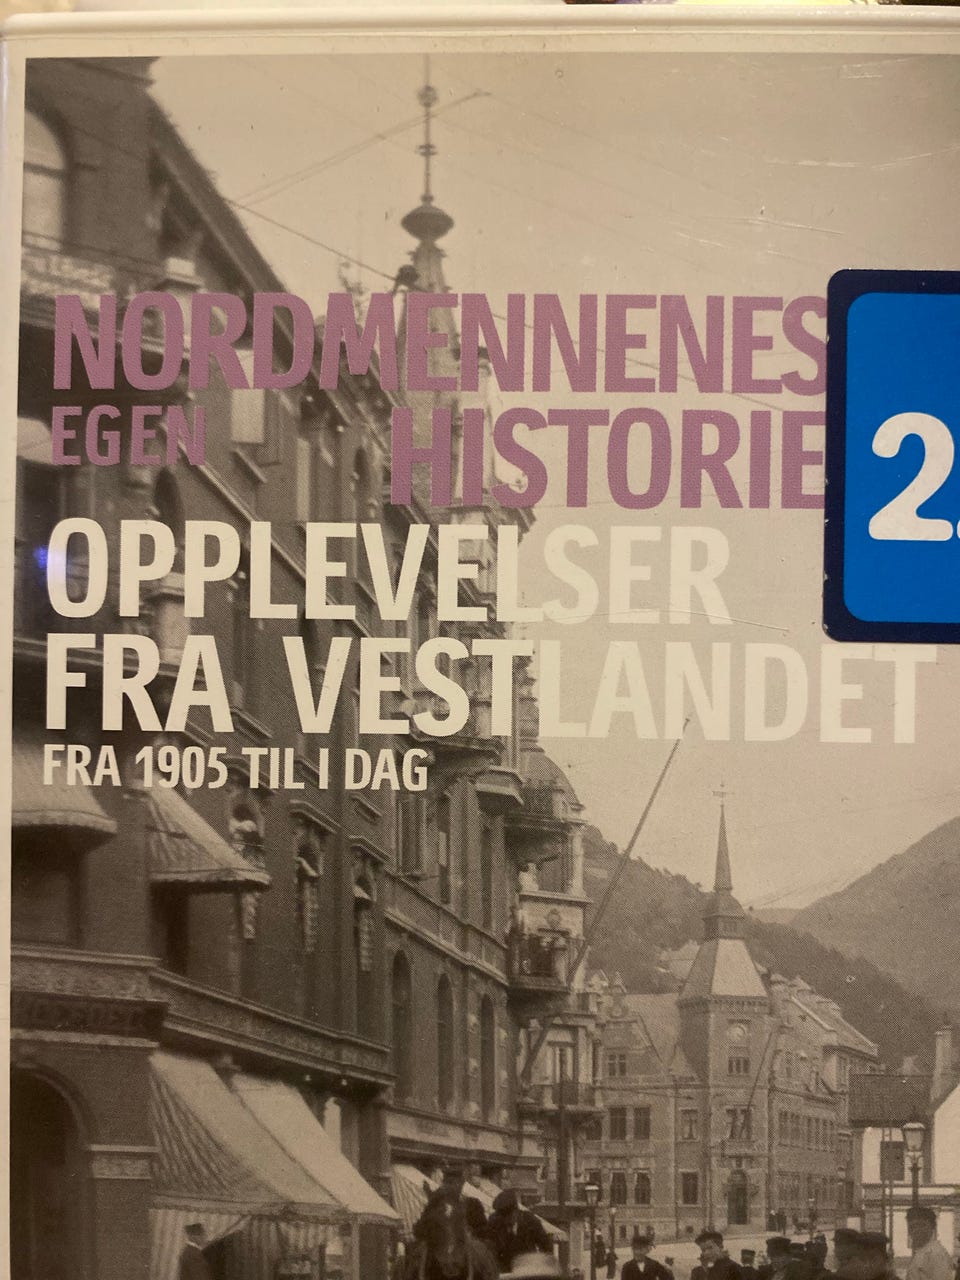 NORDMENNENES
EGEN HISTORIE
OPPLEVELSER
FRA VESTLANDET
FRA 1905 TIL I DAG
2.